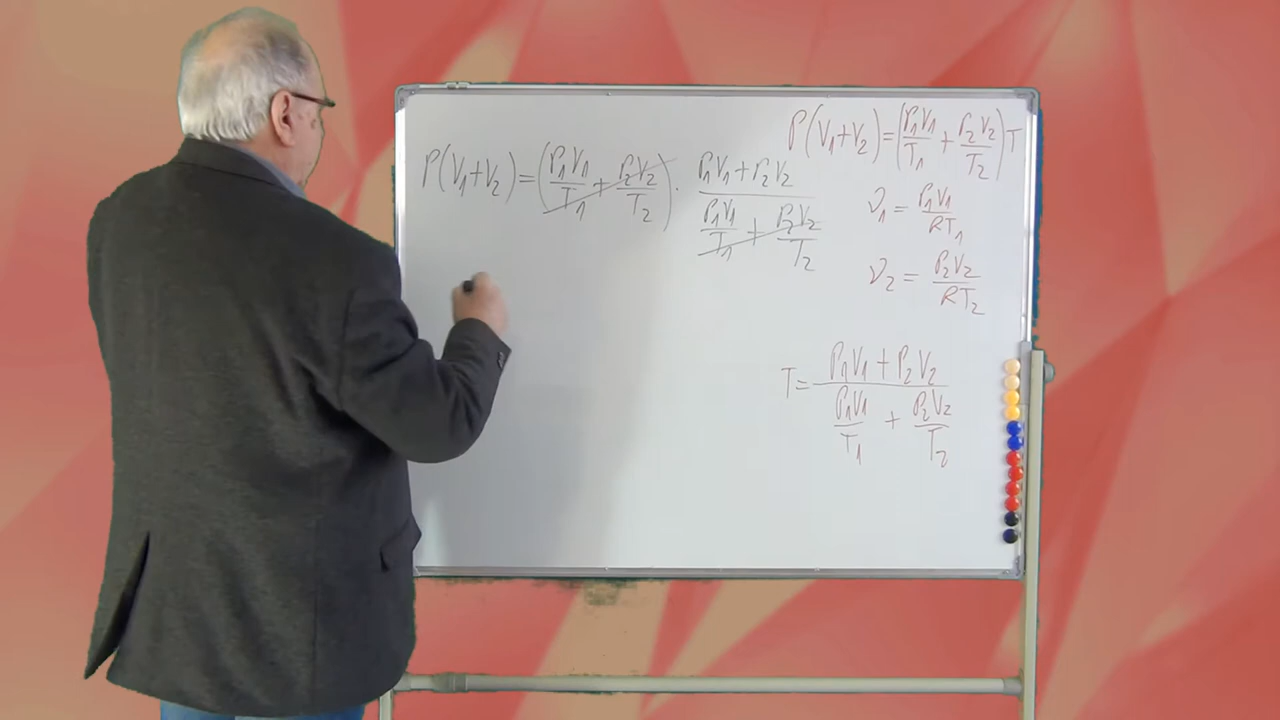 P(V₁+V₂)=(P₁V₁/T₁ + P₂V₂/T₂) · (P₁V₁+P₂V₂)/(P₁V₁/T₁ + P₂V₂/T₂)
P(V₁+V₂)=(P₁V₁/T₁ + P₂V₂/T₂)T
ν₁ = P₁V₁/RT₁
ν₂ = P₂V₂/RT₂
T = (P₁V₁+P₂V₂)/(P₁V₁/T₁ + P₂V₂/T₂)